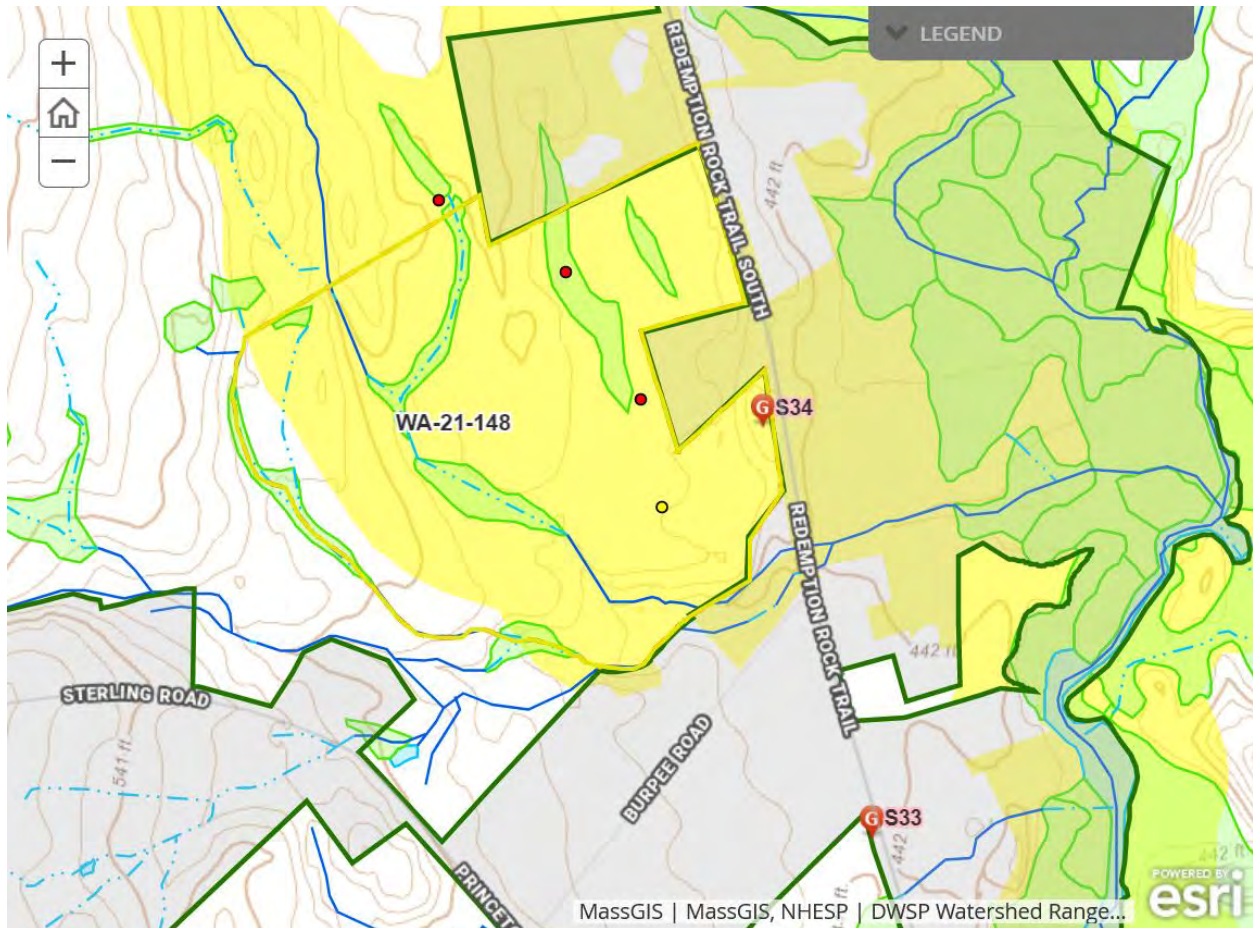 LEGEND
+
−
REDEMPTION ROCK TRAIL SOUTH
442 ft.
WA-21-148
S34
G
REDEMPTION ROCK TRAIL
442 ft.
STERLING ROAD
541 ft.
BURPEE ROAD
G
S33
442 ft.
442 ft.
POWERED BY
esri
MassGIS | MassGIS, NHESP | DWSP Watershed Range...